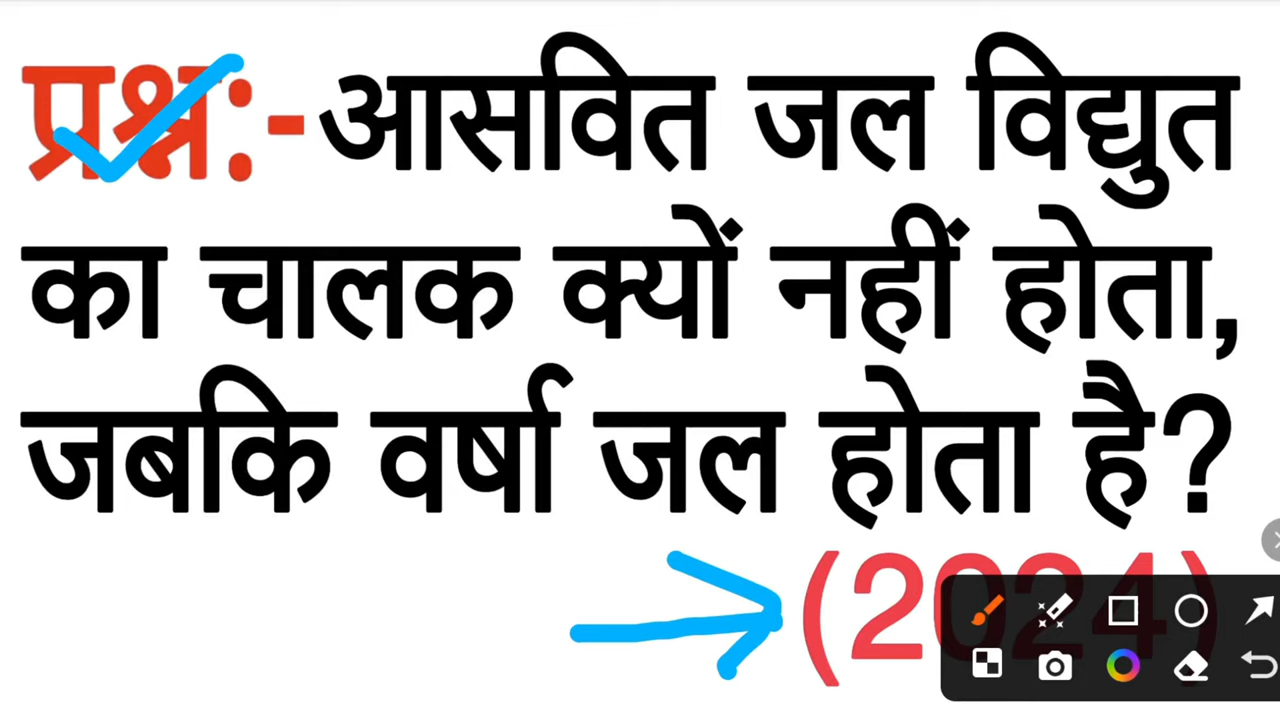 प्रश्न:-आसवित जल विद्युत
का चालक क्यों नहीं होता,
जबकि वर्षा जल होता है?
(2024)